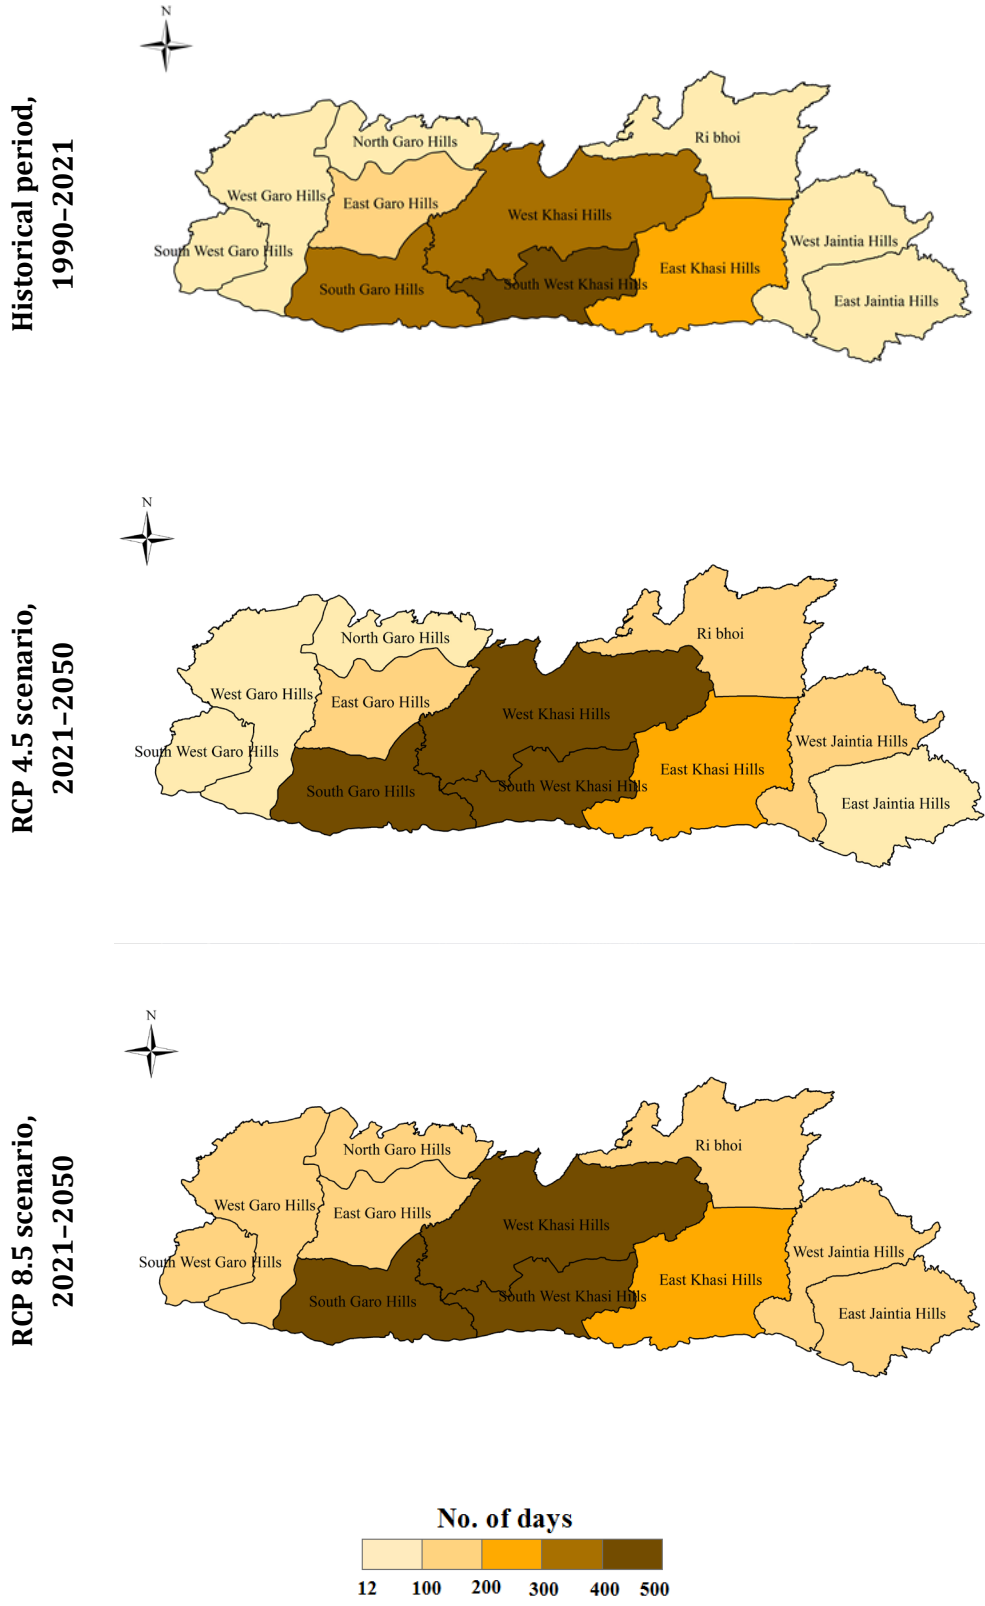 Historical period,
1990–2021
N
North Garo Hills
Ri bhoi
West Garo Hills
East Garo Hills
West Khasi Hills
South West Garo Hills
West Jaintia Hills
East Khasi Hills
South Garo Hills
South West Khasi Hills
East Jaintia Hills
RCP 4.5 scenario,
2021–2050
N
North Garo Hills
Ri bhoi
West Garo Hills
East Garo Hills
West Khasi Hills
South West Garo Hills
West Jaintia Hills
East Khasi Hills
South Garo Hills
South West Khasi Hills
East Jaintia Hills
RCP 8.5 scenario,
2021–2050
N
North Garo Hills
Ri bhoi
West Garo Hills
East Garo Hills
West Khasi Hills
South West Garo Hills
West Jaintia Hills
East Khasi Hills
South Garo Hills
South West Khasi Hills
East Jaintia Hills
No. of days
12 100 200 300 400 500